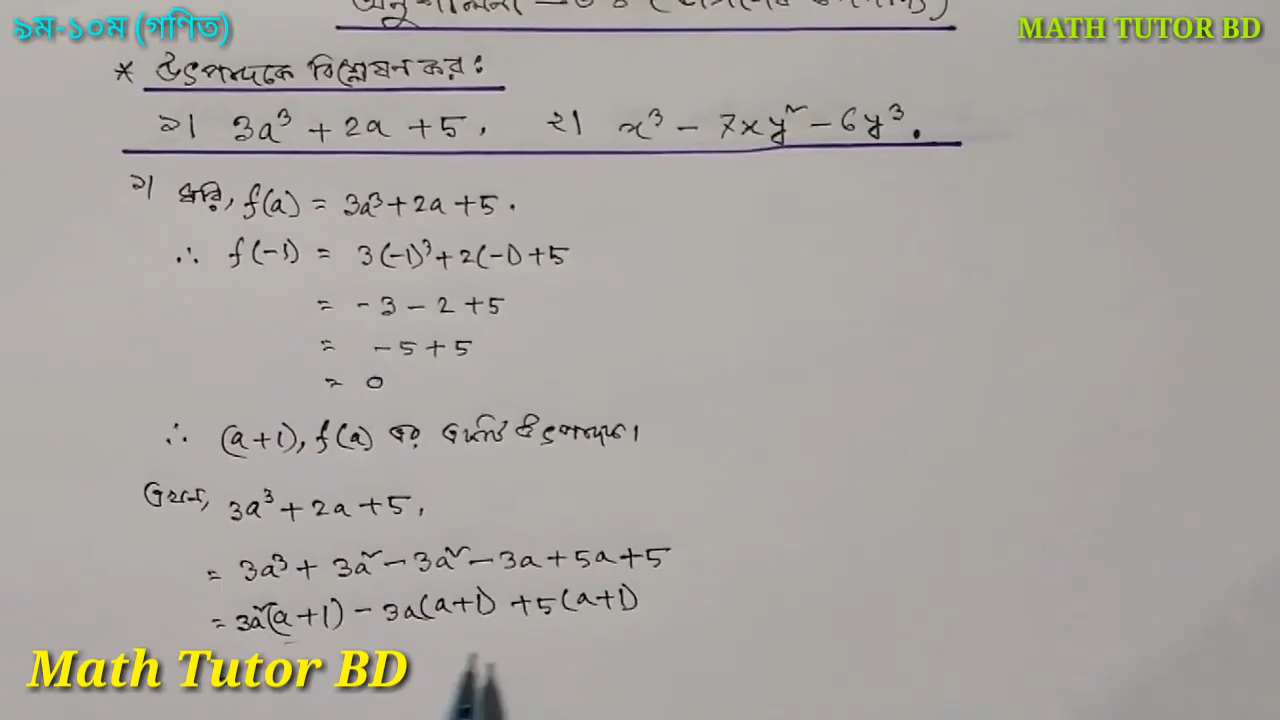 ৯ম-১০ম (গণিত)
MATH TUTOR BD
* উৎপাদকে বিশ্লেষন কর :
১। 3a³ + 2a + 5, ২। x³ - 7xy² - 6y³.
১। ধরি, f(a) = 3a³ + 2a + 5.
∴ f(-1) = 3(-1)³ + 2(-1) + 5
= -3 - 2 + 5
= -5 + 5
= 0
∴ (a+1), f(a) এর একটি উৎপাদক।
এখন, 3a³ + 2a + 5,
= 3a³ + 3a² - 3a² - 3a + 5a + 5
= 3a²(a+1) - 3a(a+1) + 5(a+1)
Math Tutor BD